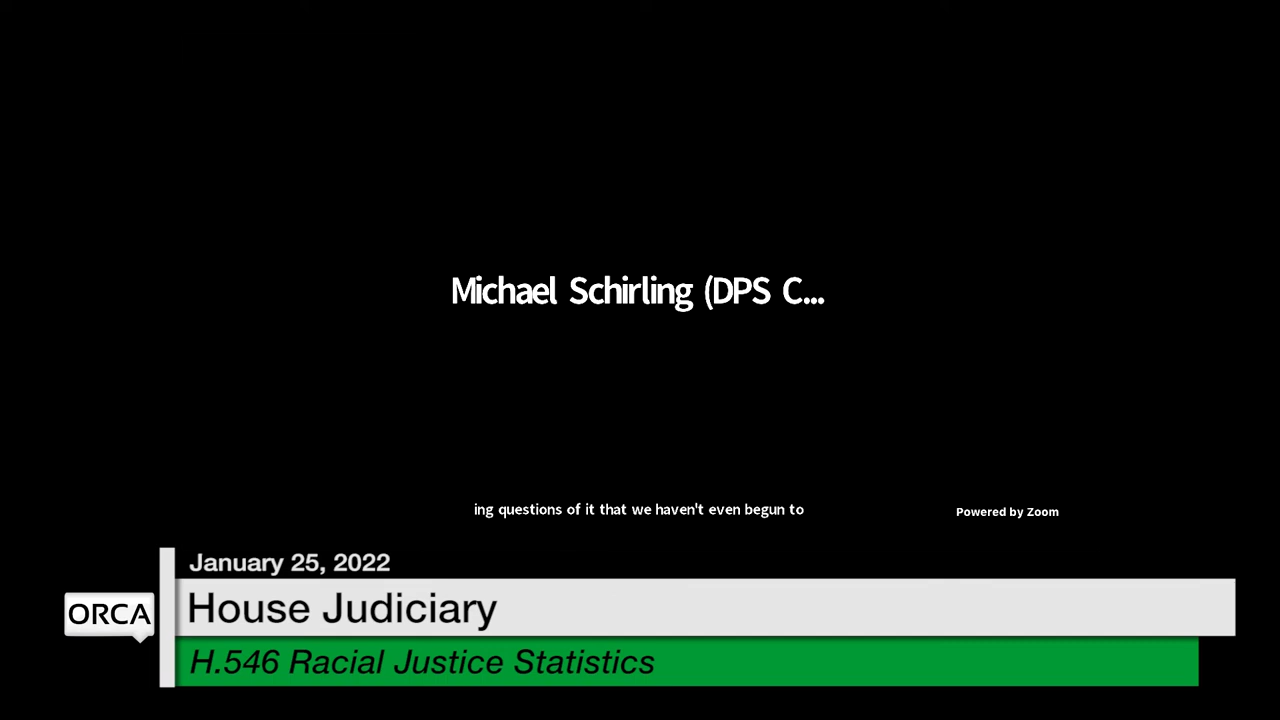 Michael Schirling (DPS C...
ing questions of it that we haven't even begun to
Powered by Zoom
January 25, 2022
ORCA
House Judiciary
H.546 Racial Justice Statistics